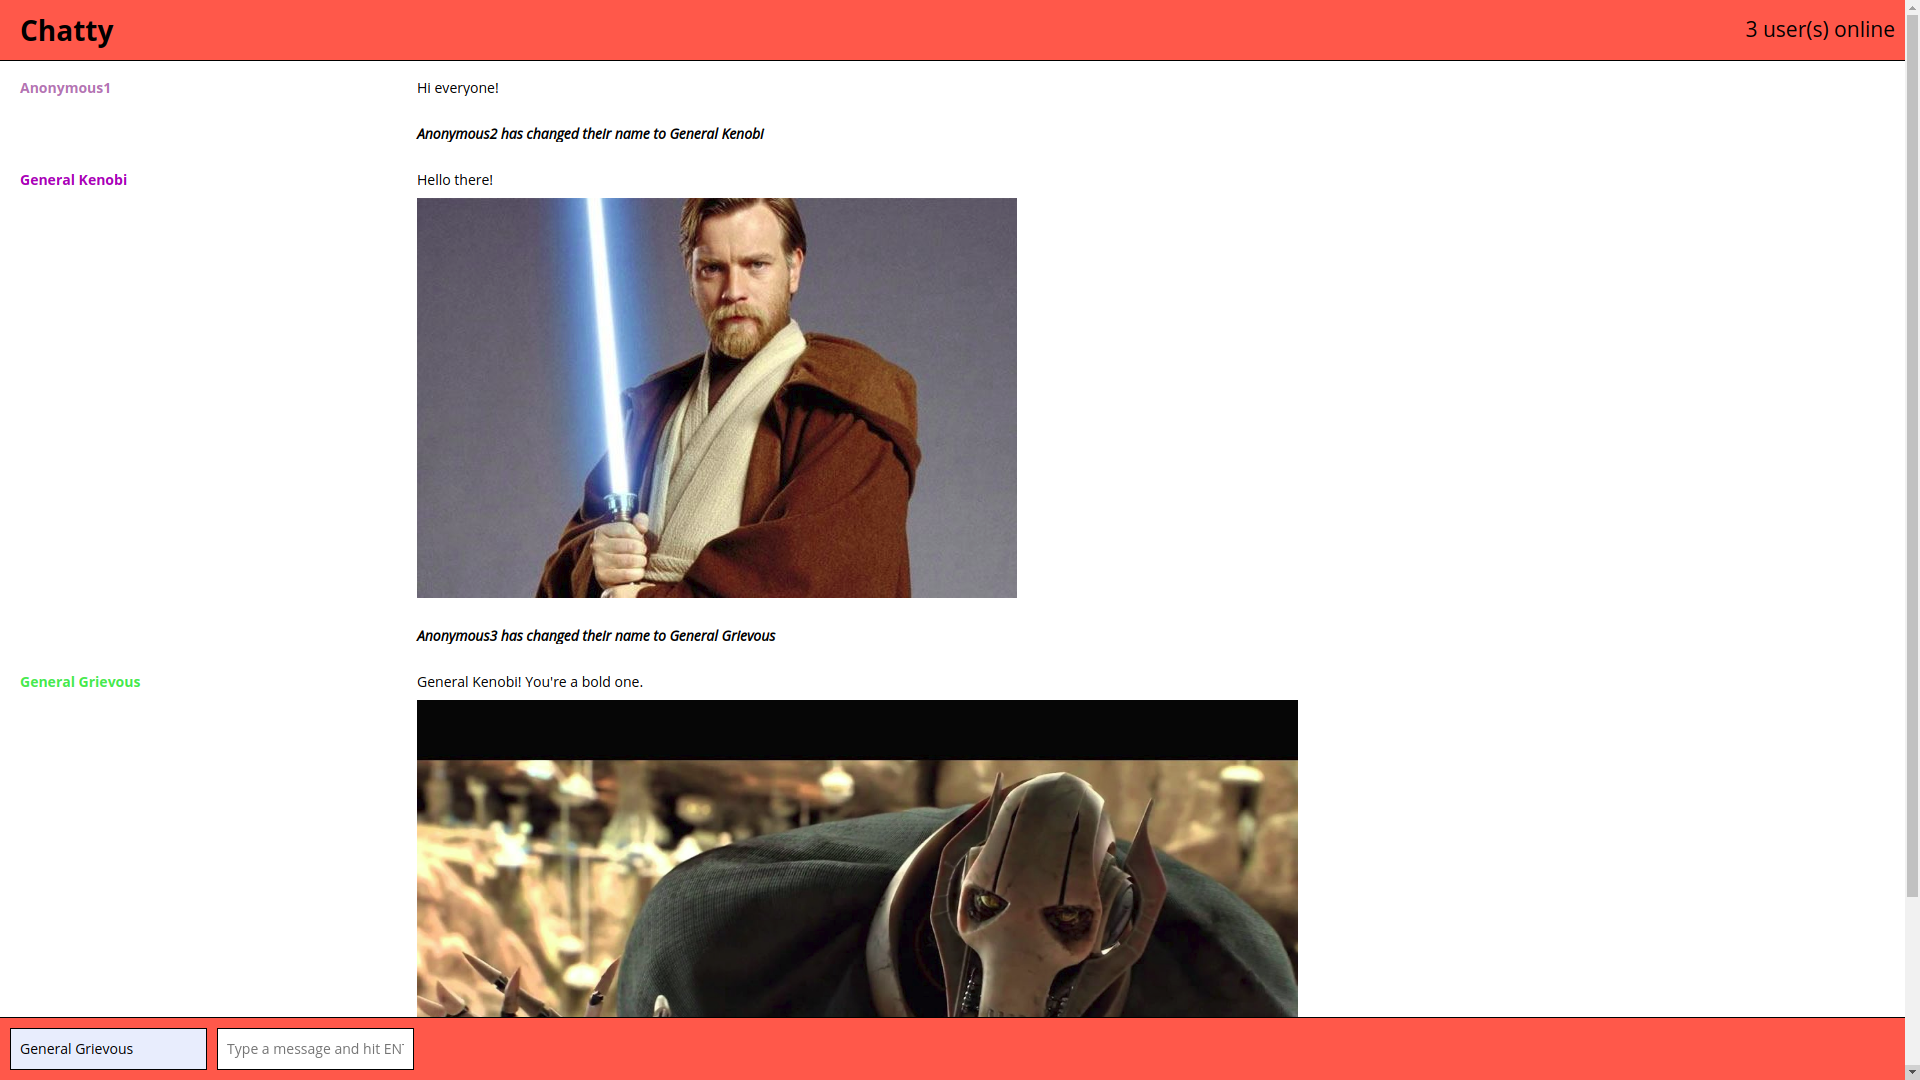 Chatty
3 user(s) online
Anonymous1
Hi everyone!
Anonymous2 has changed their name to General Kenobi
General Kenobi
Hello there!
Anonymous3 has changed their name to General Grievous
General Grievous
General Kenobi! You're a bold one.
General Grievous
Type a message and hit EN